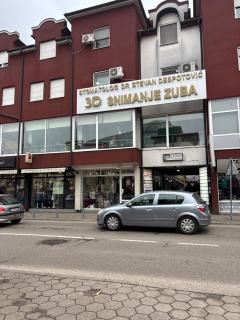 STOMATOLOG DR STEVAN DESPOTOVIĆ
3D SNIMANJE ZUBA